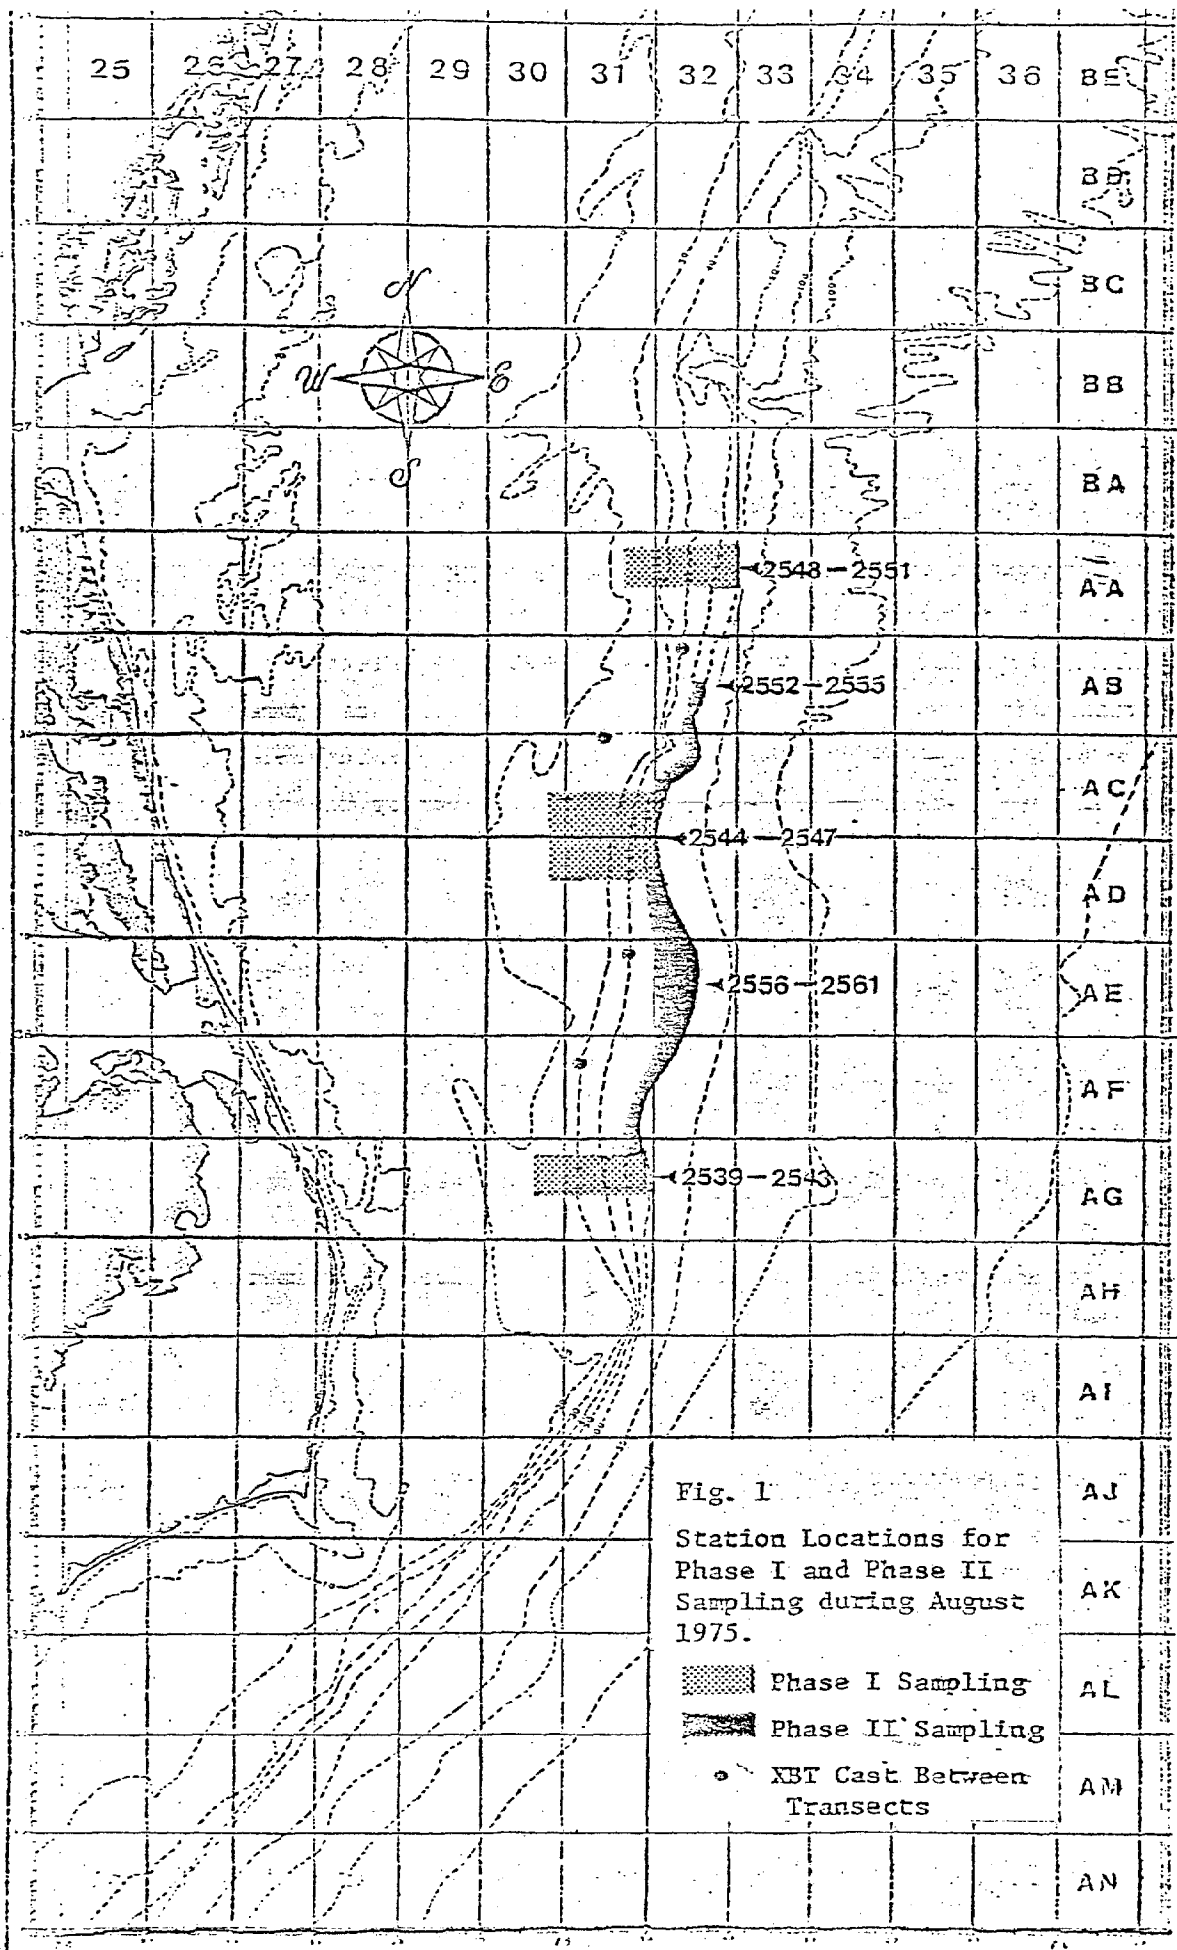 25 26 27 28 29 30 31 32 33 34 35 36 BE
BD
BC
N
W E
S
BB
BA
2548-2551
AA
2552-2555
AB
AC
2544-2547
AD
2556-2561
AE
AF
2539-2543
AG
AH
AI
Fig. 1
AJ
Station Locations for
Phase I and Phase II
Sampling during August
1975.
AK
Phase I Sampling
AL
Phase II Sampling
XBT Cast Between
Transects
AM
AN